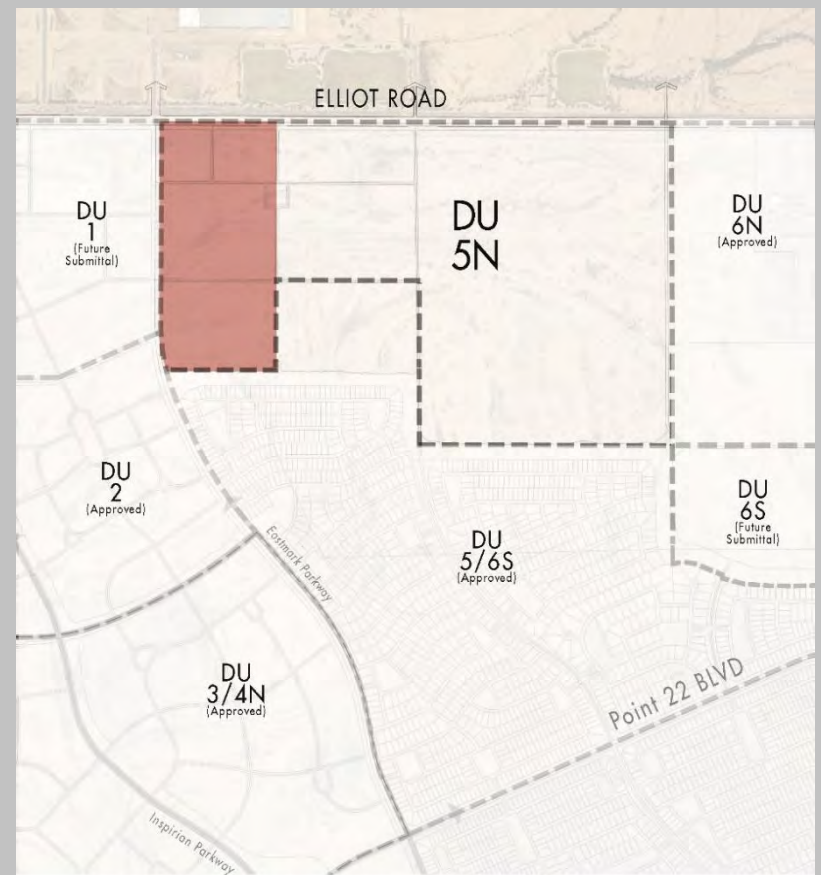 ELLIOT ROAD
DU
1
(Future
Submittal)
DU
5N
DU
6N
(Approved)
DU
2
(Approved)
DU
6S
(Future
Submittal)
DU
5/6S
(Approved)
Eastmark Parkway
DU
3/4N
(Approved)
Point 22 BLVD
Inspirian Parkway